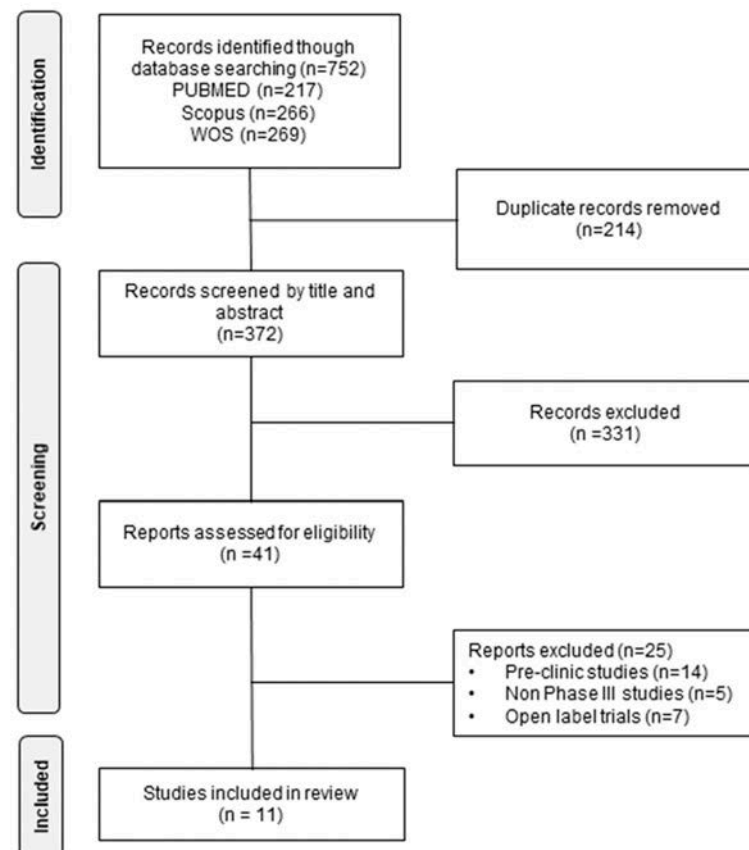 Identification
Records identified though
database searching (n=752)
PUBMED (n=217)
Scopus (n=266)
WOS (n=269)
Duplicate records removed
(n=214)
Screening
Records screened by title and
abstract
(n=372)
Records excluded
(n =331)
Reports assessed for eligibility
(n =41)
Reports excluded (n=25)
• Pre-clinic studies (n=14)
• Non Phase III studies (n=5)
• Open label trials (n=7)
Included
Studies included in review
(n = 11)